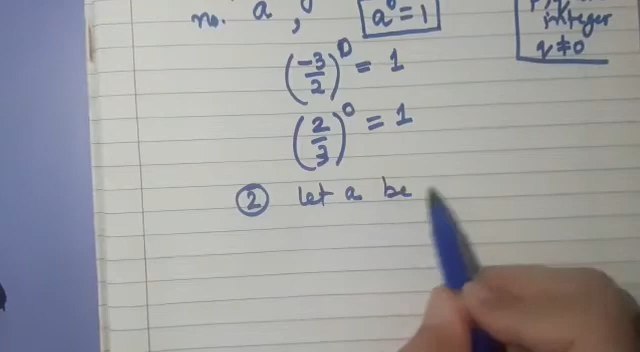 no. a , a⁰ = 1
integer
q ≠ 0
(-3/2)⁰ = 1
(2/3)⁰ = 1
② let a be